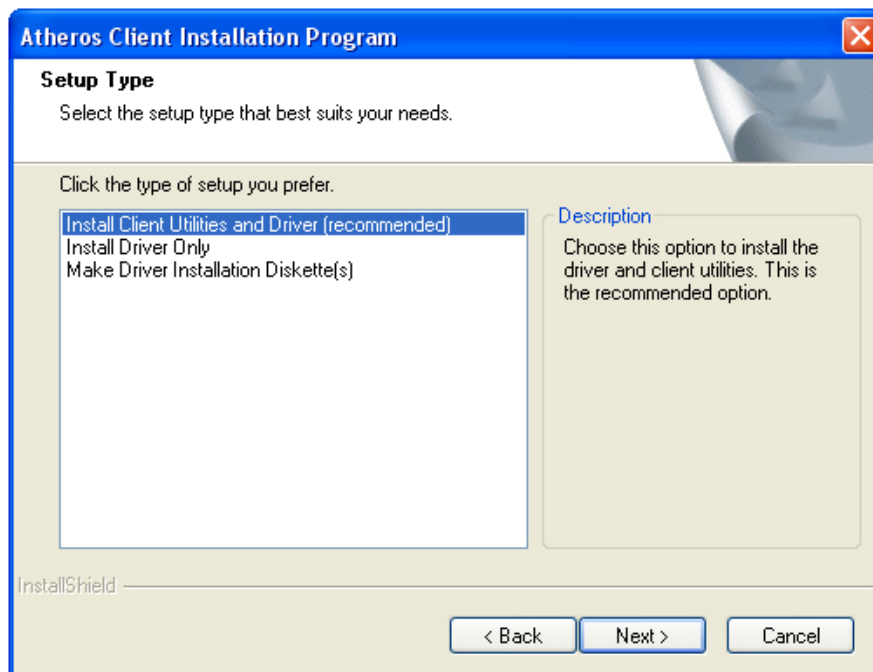 Atheros Client Installation Program
Setup Type
Select the setup type that best suits your needs.
Click the type of setup you prefer.
Install Client Utilities and Driver (recommended)
Install Driver Only
Make Driver Installation Diskette(s)
Description
Choose this option to install the
driver and client utilities. This is
the recommended option.
InstallShield
< Back
Next >
Cancel